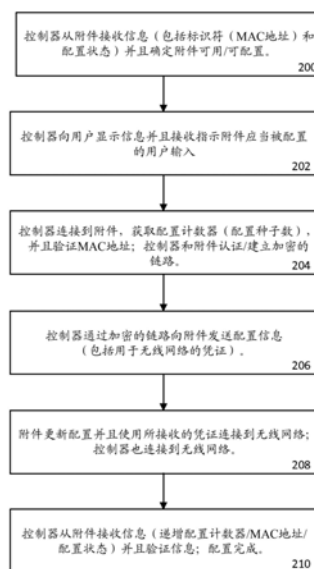 控制器从附件接收信息（包括标识符（MAC地址）和
配置状态）并且确定附件可用/可配置。
200
控制器向用户显示信息并且接收指示附件应当被配置
的用户输入
202
控制器连接到附件，获取配置计数器（配置种子数），
并且验证MAC地址；控制器和附件认证/建立加密的
链路。
204
控制器通过加密的链路向附件发送配置信息
（包括用于无线网络的凭证）。
206
附件更新配置并且使用所接收的凭证连接到无线网络；
控制器也连接到无线网络。
208
控制器从附件接收信息（递增配置计数器/MAC地址/
配置状态）并且验证信息；配置完成。
210